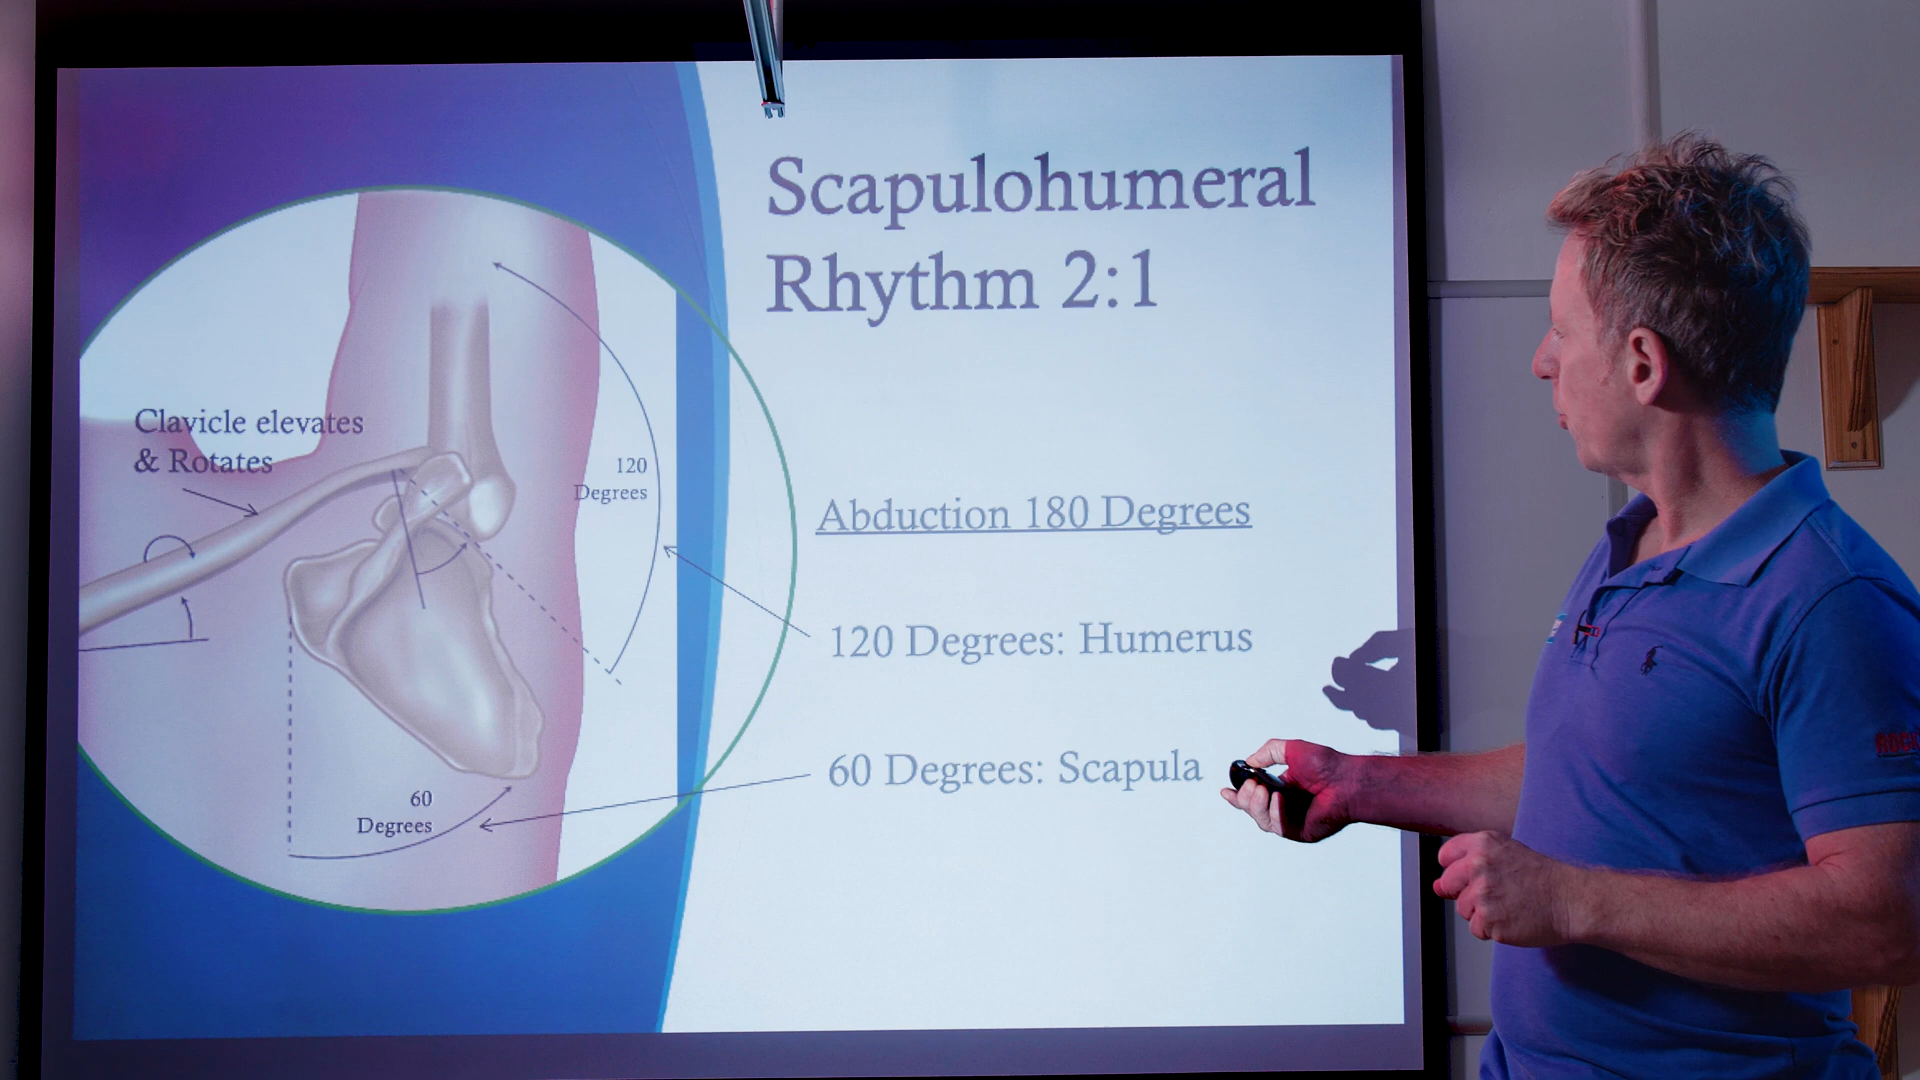 Scapulohumeral
Rhythm 2:1
Clavicle elevates
& Rotates
120
Degrees
Abduction 180 Degrees
120 Degrees: Humerus
60 Degrees: Scapula
60
Degrees